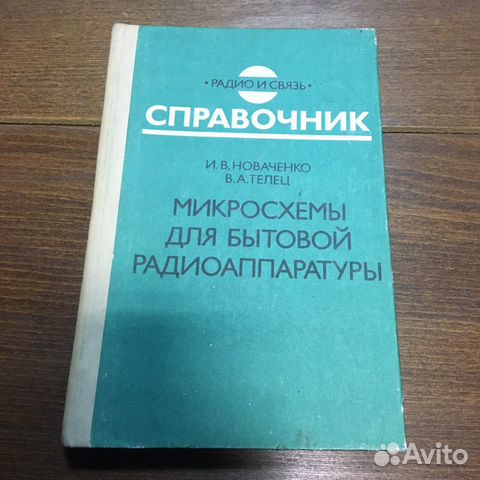 • РАДИО И СВЯЗЬ •
СПРАВОЧНИК
И.В.НОВАЧЕНКО
В.А.ТЕЛЕЦ
МИКРОСХЕМЫ
ДЛЯ БЫТОВОЙ
РАДИОАППАРАТУРЫ
Avito